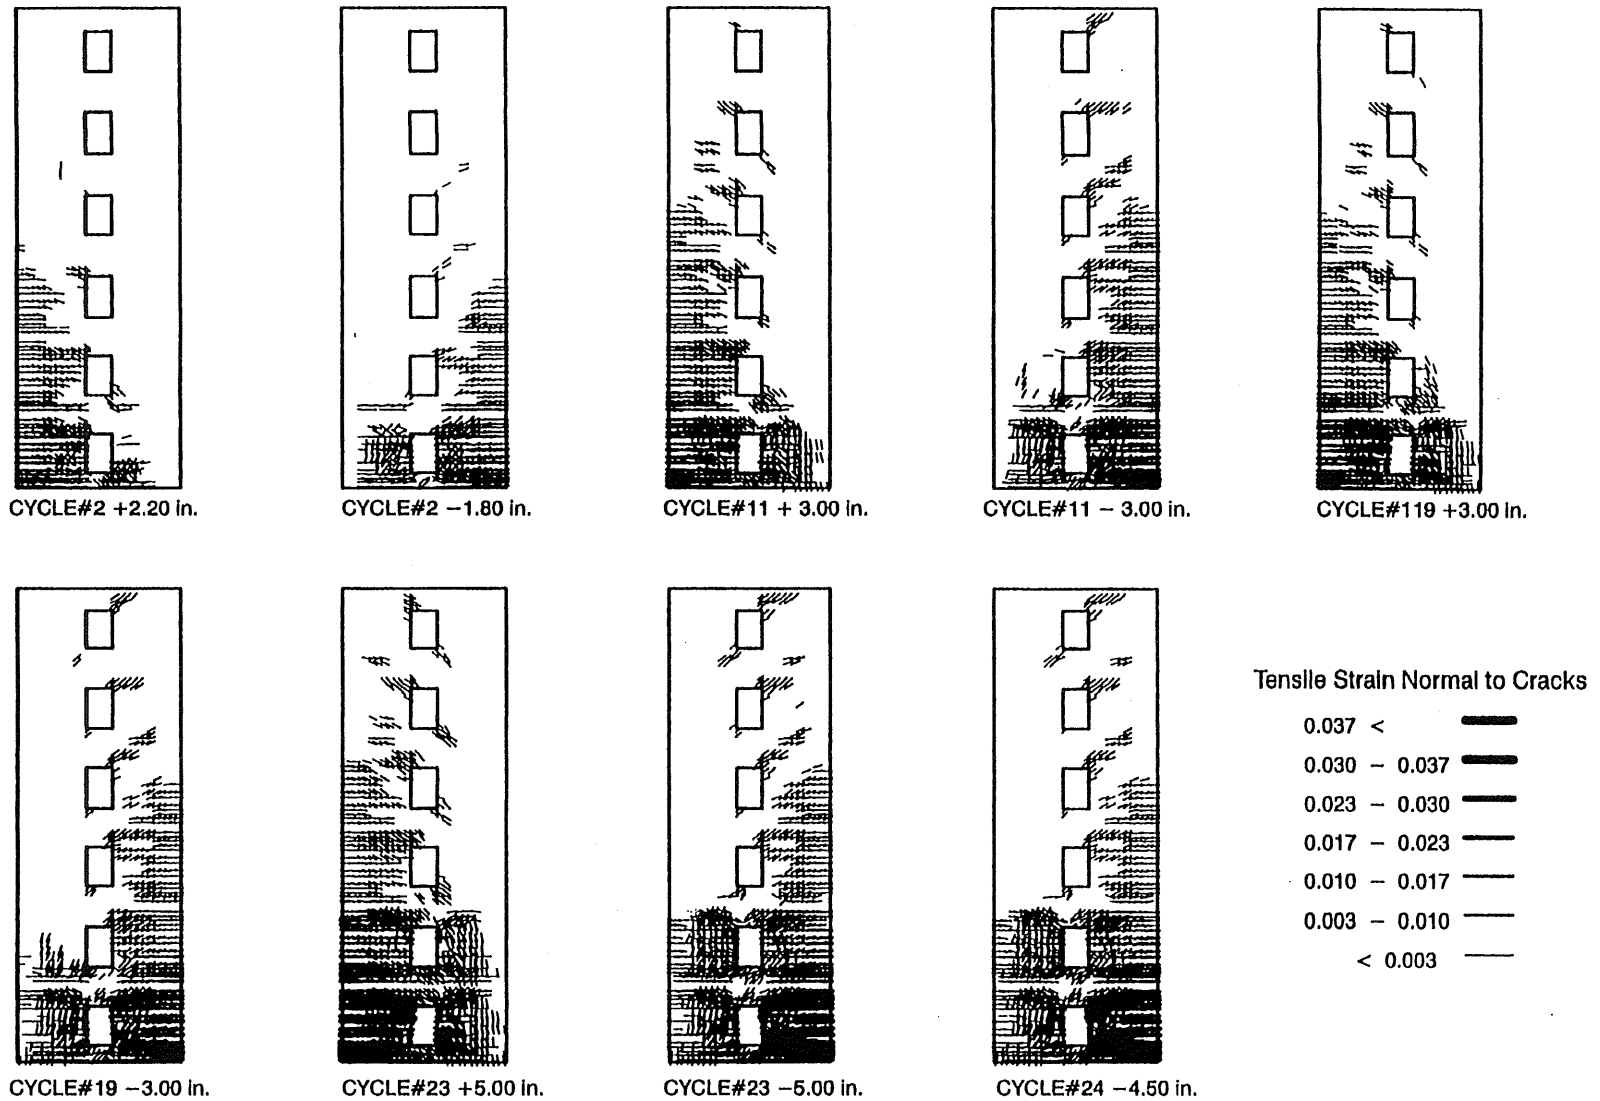 CYCLE#2 +2.20 in.
CYCLE#2 −1.80 in.
CYCLE#11 + 3.00 in.
CYCLE#11 − 3.00 in.
CYCLE#119 +3.00 in.
CYCLE#19 −3.00 in.
CYCLE#23 +5.00 in.
CYCLE#23 −5.00 in.
CYCLE#24 −4.50 in.
Tensile Strain Normal to Cracks
0.037 <
0.030 − 0.037
0.023 − 0.030
0.017 − 0.023
0.010 − 0.017
0.003 − 0.010
< 0.003